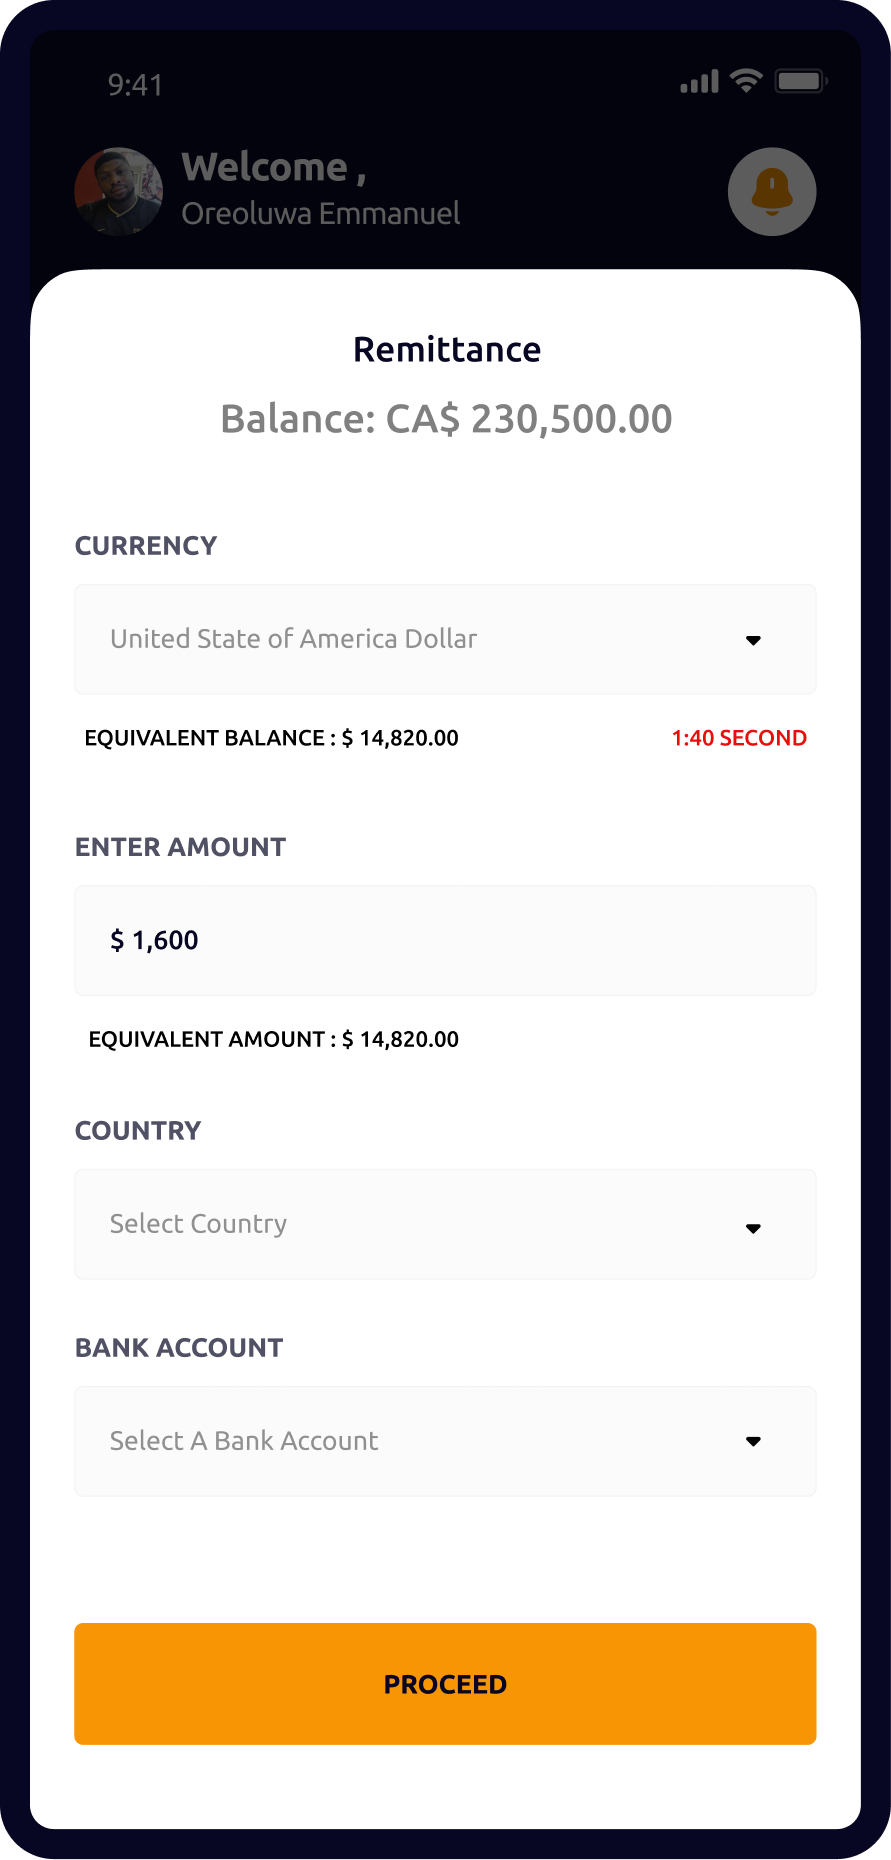 9:41
Welcome ,
Oreoluwa Emmanuel
Remittance
Balance: CA$ 230,500.00
CURRENCY
United State of America Dollar
EQUIVALENT BALANCE : $ 14,820.00
1:40 SECOND
ENTER AMOUNT
$ 1,600
EQUIVALENT AMOUNT : $ 14,820.00
COUNTRY
Select Country
BANK ACCOUNT
Select A Bank Account
PROCEED